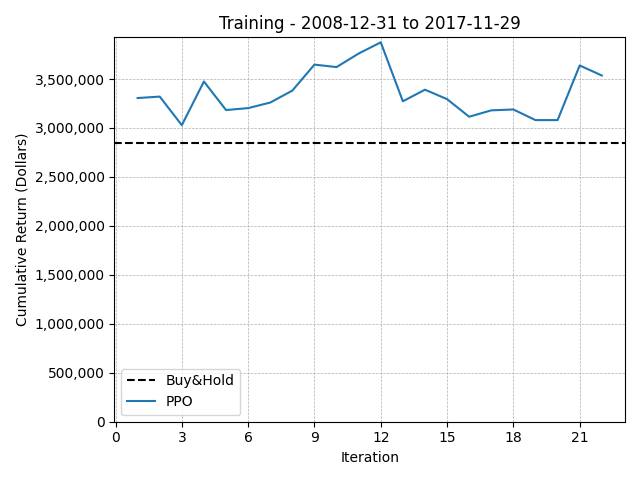 Training - 2008-12-31 to 2017-11-29
Cumulative Return (Dollars)
3,500,000
3,000,000
2,500,000
2,000,000
1,500,000
1,000,000
500,000
0
Buy&Hold
PPO
0 3 6 9 12 15 18 21
Iteration